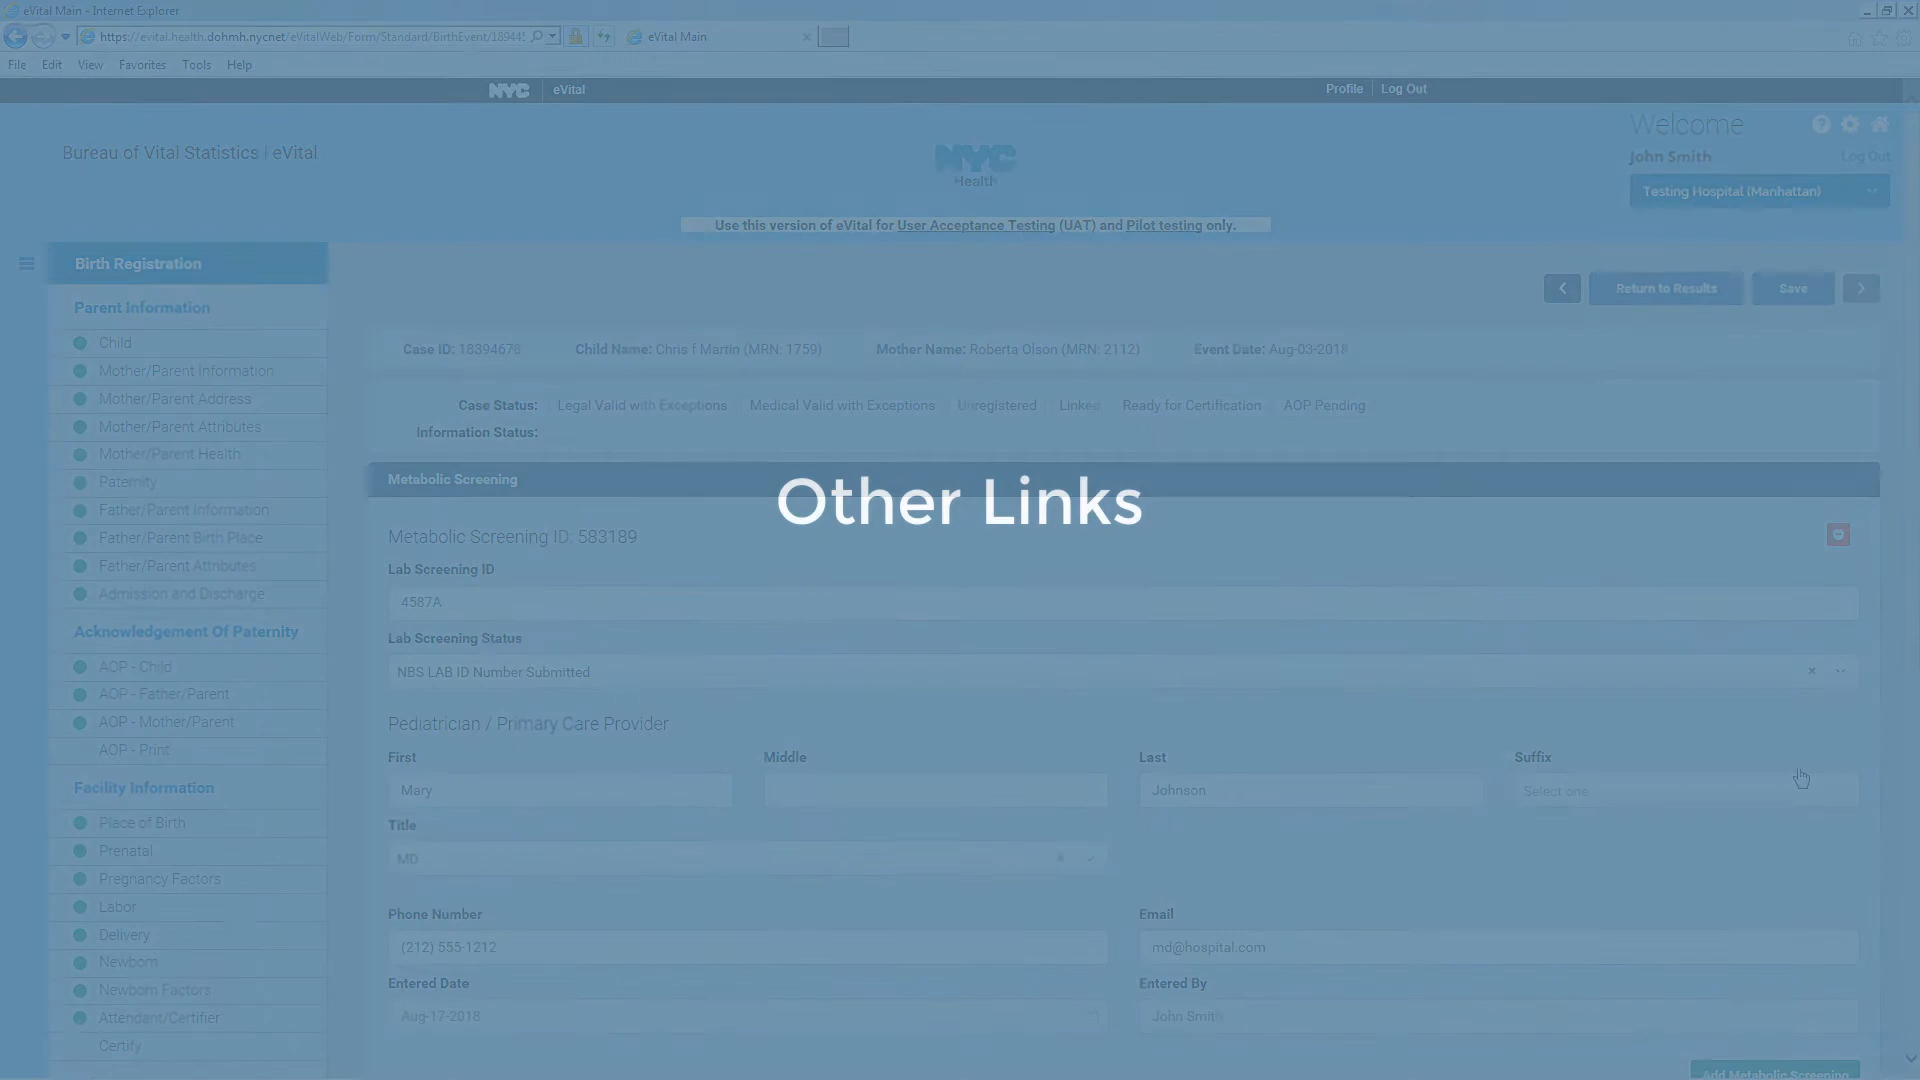 eVital Main - Internet Explorer
https://evital.health.dohmh.nycnet/eVitalWeb/Form/Standard/BirthEvent/18944
eVital Main
File Edit View Favorites Tools Help
NYC eVital Profile Log Out
Welcome
Bureau of Vital Statistics | eVital
NYC
Health
John Smith Log Out
Testing Hospital (Manhattan)
Use this version of eVital for User Acceptance Testing (UAT) and Pilot testing only.
Birth Registration
Return to Results Save
Parent Information
Child
Mother/Parent Information
Mother/Parent Address
Mother/Parent Attributes
Mother/Parent Health
Paternity
Father/Parent Information
Father/Parent Birth Place
Father/Parent Attributes
Admission and Discharge
Acknowledgement Of Paternity
AOP - Child
AOP - Father/Parent
AOP - Mother/Parent
AOP - Print
Facility Information
Place of Birth
Prenatal
Pregnancy Factors
Labor
Delivery
Newborn
Newborn Factors
Attendant/Certifier
Certify
Case ID: 18394678 Child Name: Chris f Martin (MRN: 1759) Mother Name: Roberta Olson (MRN: 2112) Event Date: Aug-03-2018
Case Status: Legal Valid with Exceptions Medical Valid with Exceptions Unregistered Linked Ready for Certification AOP Pending
Information Status:
Metabolic Screening
Other Links
Metabolic Screening ID: 583189
Lab Screening ID
4587A
Lab Screening Status
NBS LAB ID Number Submitted
Pediatrician / Primary Care Provider
First Middle Last Suffix
Mary Johnson Select one
Title
MD
Phone Number Email
(212) 555-1212 md@hospital.com
Entered Date Entered By
Aug-17-2018 John Smith
Add Metabolic Screening